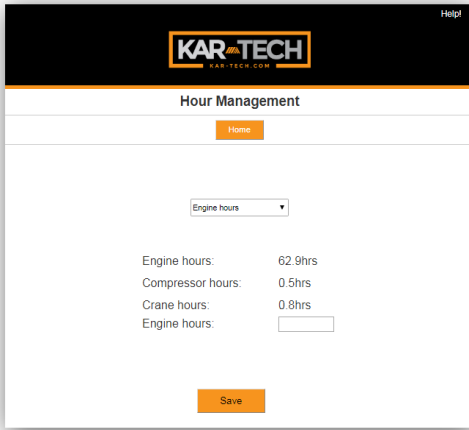 Help!
KAR-TECH
KAR-TECH.COM
Hour Management
Home
Engine hours
Engine hours: 62.9hrs
Compressor hours: 0.5hrs
Crane hours: 0.8hrs
Engine hours:
Save